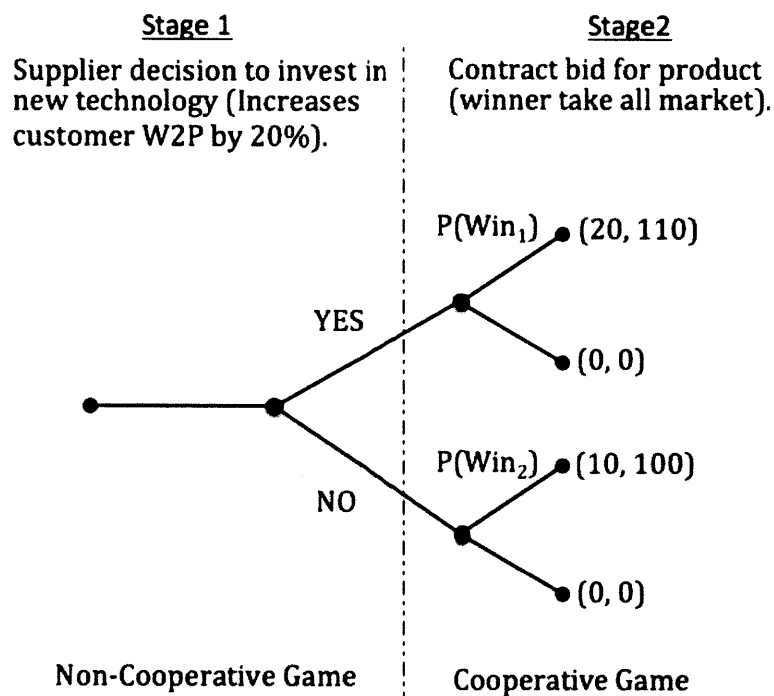 Stage 1
Supplier decision to invest in
new technology (Increases
customer W2P by 20%).
Stage2
Contract bid for product
(winner take all market).
P(Win₁)
(20, 110)
YES
(0, 0)
P(Win₂)
(10, 100)
NO
(0, 0)
Non-Cooperative Game
Cooperative Game